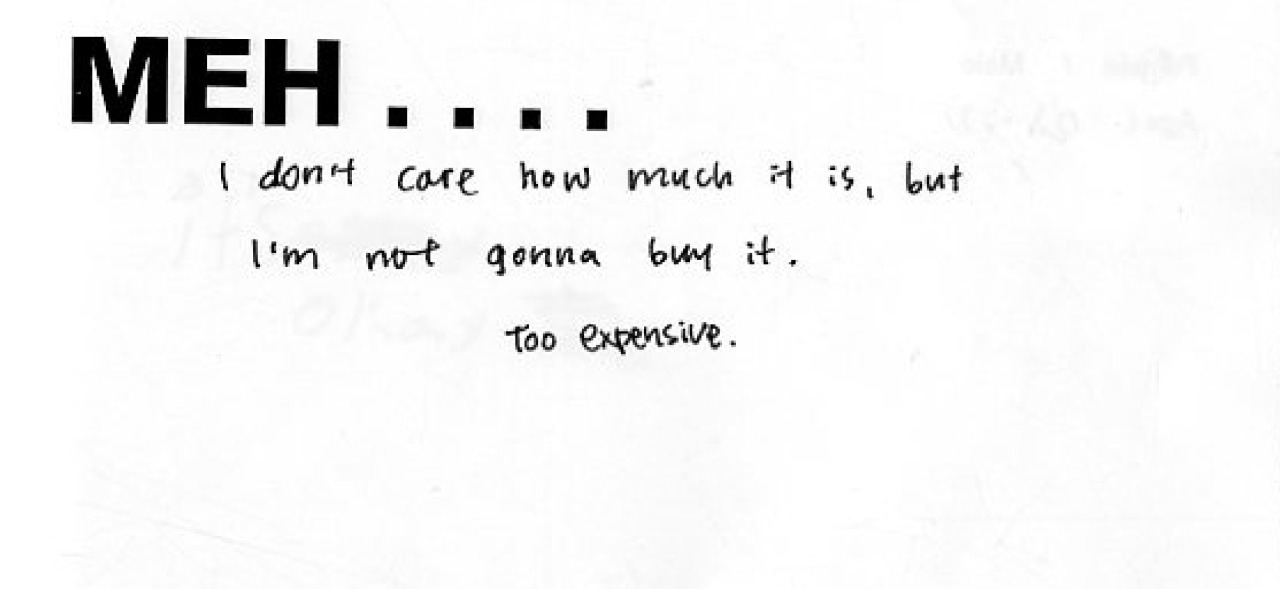 MEH . . . .
I don't care how much it is, but
I'm not gonna buy it.
Too expensive.